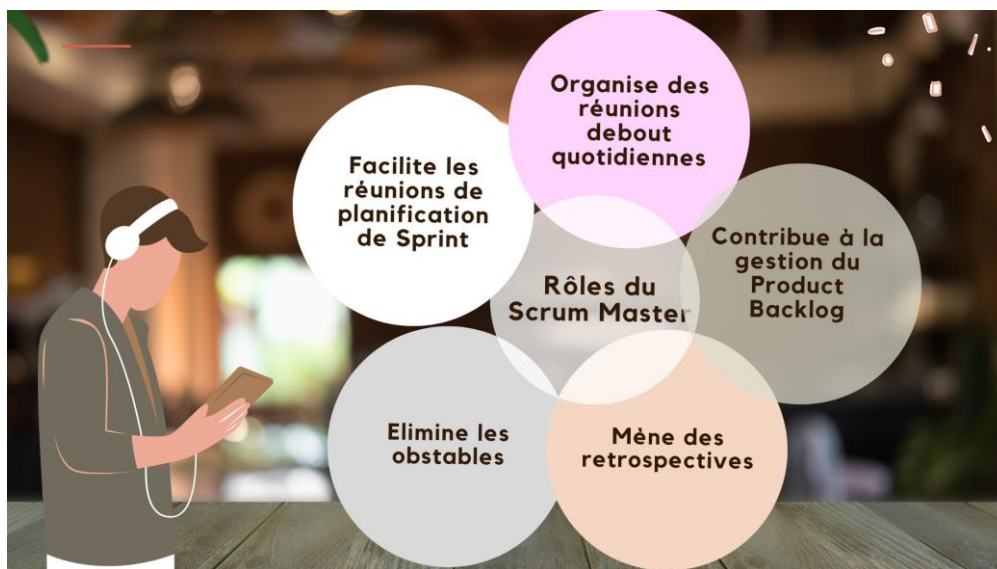 Organise des
réunions
debout
quotidiennes
Facilite les
réunions de
planification
de Sprint
Contribue à la
gestion du
Product
Backlog
Rôles du
Scrum Master
Elimine les
obstables
Mène des
retrospectives